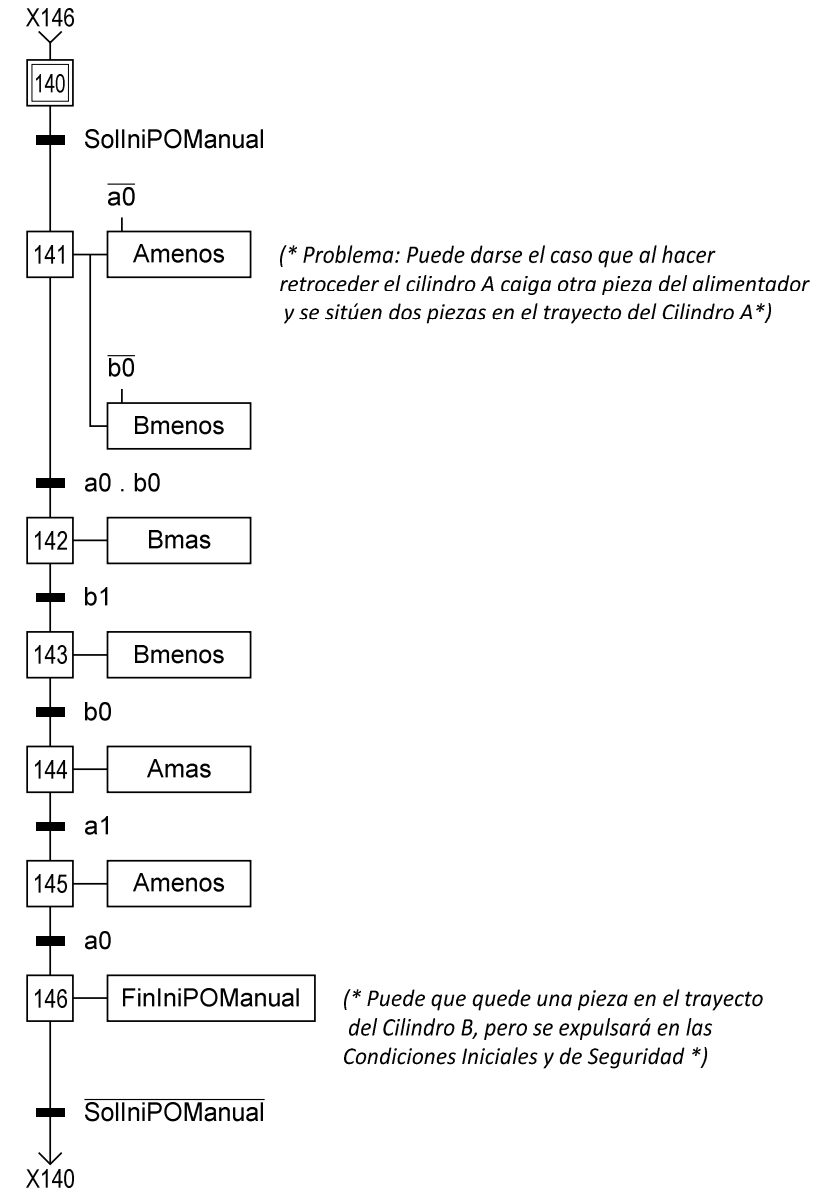 X146
140
SolIniPOManual
a0
141
Amenos
(* Problema: Puede darse el caso que al hacer
retroceder el cilindro A caiga otra pieza del alimentador
y se sitúen dos piezas en el trayecto del Cilindro A*)
b0
Bmenos
a0 . b0
142
Bmas
b1
143
Bmenos
b0
144
Amas
a1
145
Amenos
a0
146
FinIniPOManual
(* Puede que quede una pieza en el trayecto
del Cilindro B, pero se expulsará en las
Condiciones Iniciales y de Seguridad *)
SolIniPOManual
X140